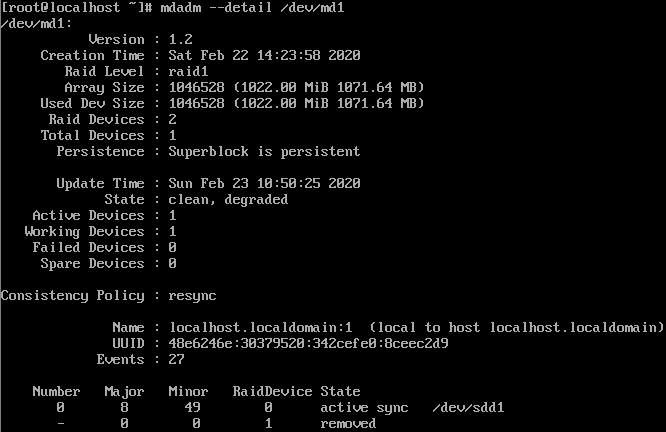 [root@localhost ~]# mdadm --detail /dev/md1
/dev/md1:
Version : 1.2
Creation Time : Sat Feb 22 14:23:58 2020
Raid Level : raid1
Array Size : 1046528 (1022.00 MiB 1071.64 MB)
Used Dev Size : 1046528 (1022.00 MiB 1071.64 MB)
Raid Devices : 2
Total Devices : 1
Persistence : Superblock is persistent
Update Time : Sun Feb 23 10:50:25 2020
State : clean, degraded
Active Devices : 1
Working Devices : 1
Failed Devices : 0
Spare Devices : 0
Consistency Policy : resync
Name : localhost.localdomain:1  (local to host localhost.localdomain)
UUID : 48e6246e:30379520:342cefe0:8ceec2d9
Events : 27
Number   Major   Minor   RaidDevice State
0       8       49        0      active sync   /dev/sdd1
-       0        0        1      removed